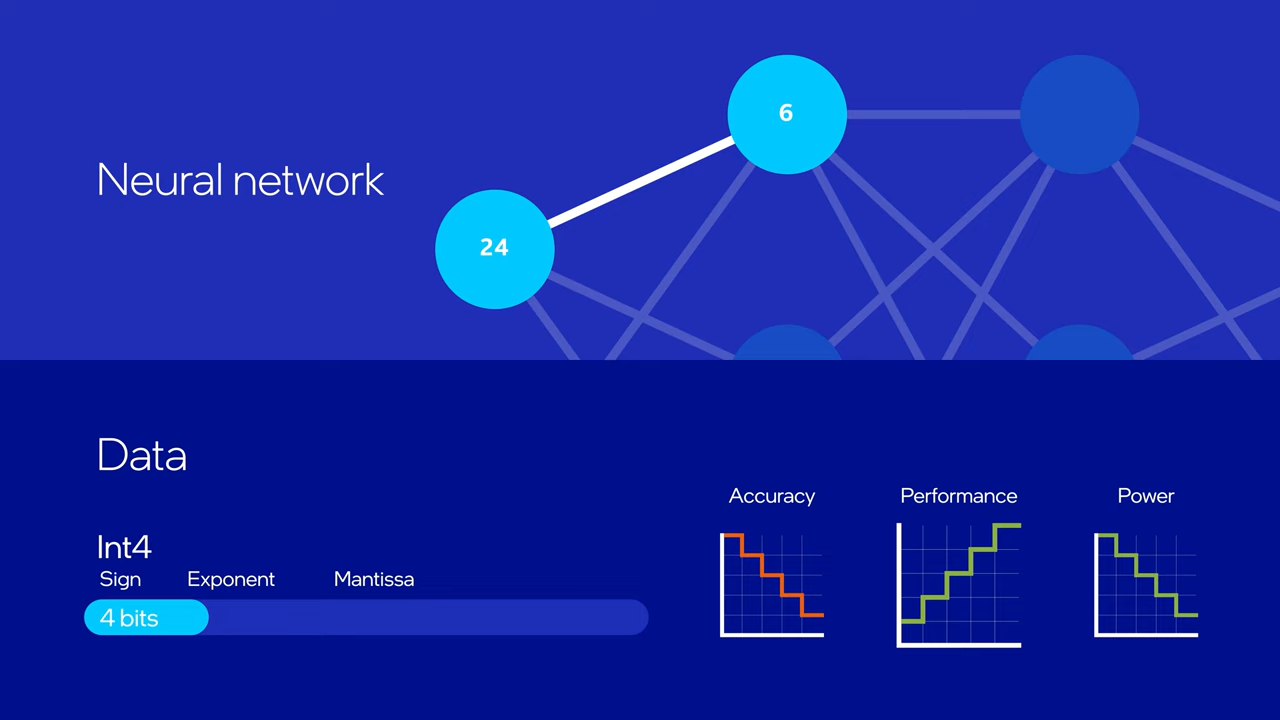 Neural network
6
24
Data
Int4
Sign Exponent Mantissa
4 bits
Accuracy Performance Power